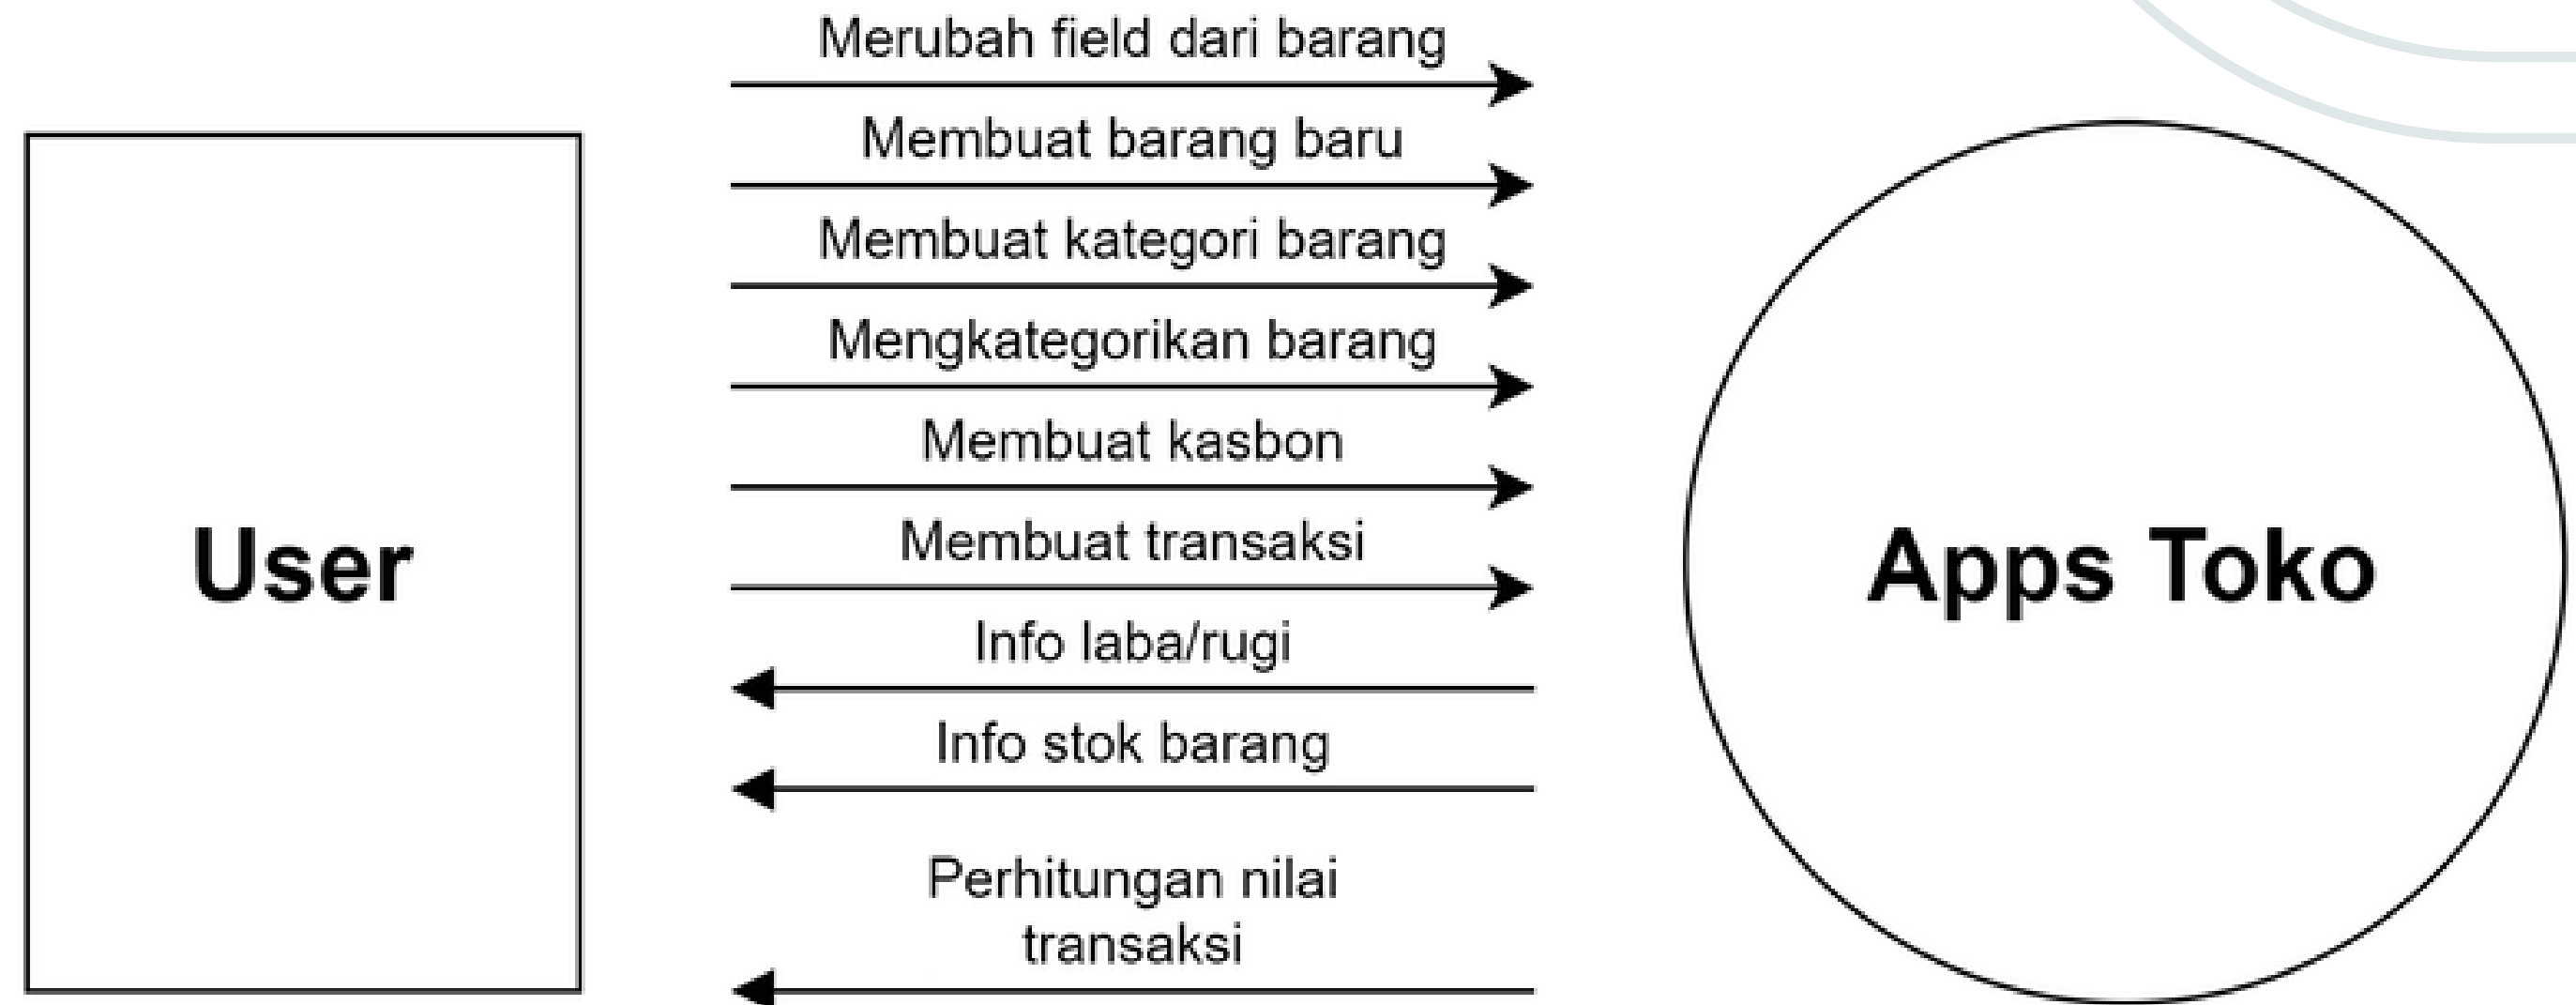 Merubah field dari barang
Membuat barang baru
Membuat kategori barang
Mengkategorikan barang
Membuat kasbon
User
Membuat transaksi
Apps Toko
Info laba/rugi
Info stok barang
Perhitungan nilai
transaksi